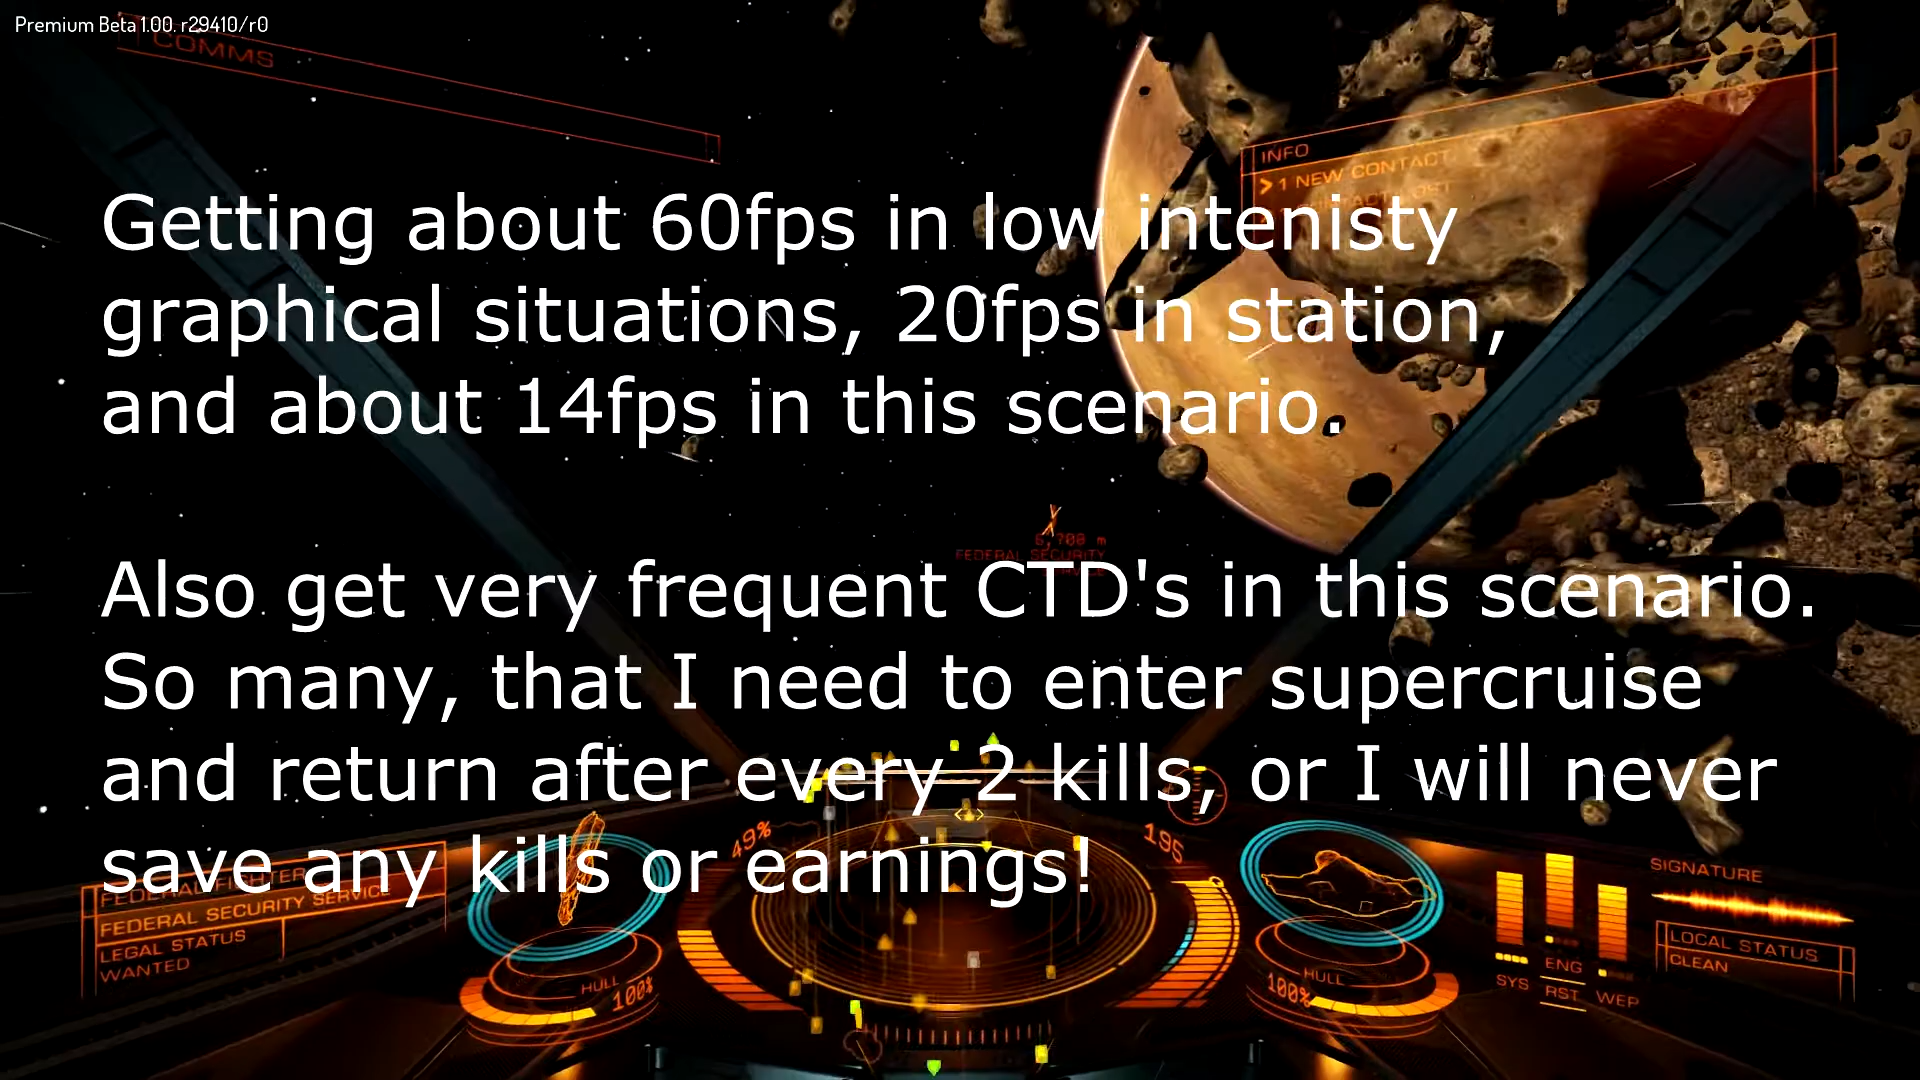 Premium Beta 1.00. r29410/r0
COMMS
INFO
>1 NEW CONTACT
Getting about 60fps in low intenisty
graphical situations, 20fps in station,
and about 14fps in this scenario.
FEDERAL SECURITY
Also get very frequent CTD's in this scenario.
So many, that I need to enter supercruise
and return after every 2 kills, or I will never
save any kills or earnings!
49%
195
FEDERAL FIGHTER
FEDERAL SECURITY SERVICE
LEGAL STATUS
WANTED
HULL
100%
HULL
100%
SYS
ENG
RST
WEP
SIGNATURE
LOCAL STATUS
CLEAN